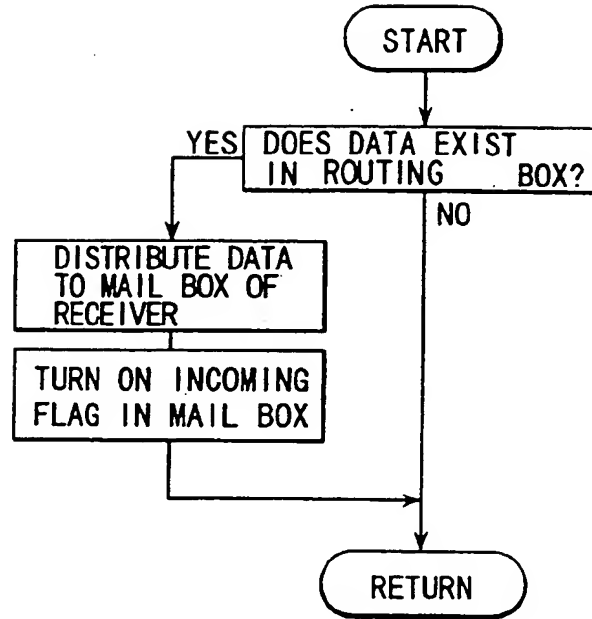 START
YES
DOES DATA EXIST
IN ROUTING BOX?
NO
DISTRIBUTE DATA
TO MAIL BOX OF
RECEIVER
TURN ON INCOMING
FLAG IN MAIL BOX
RETURN